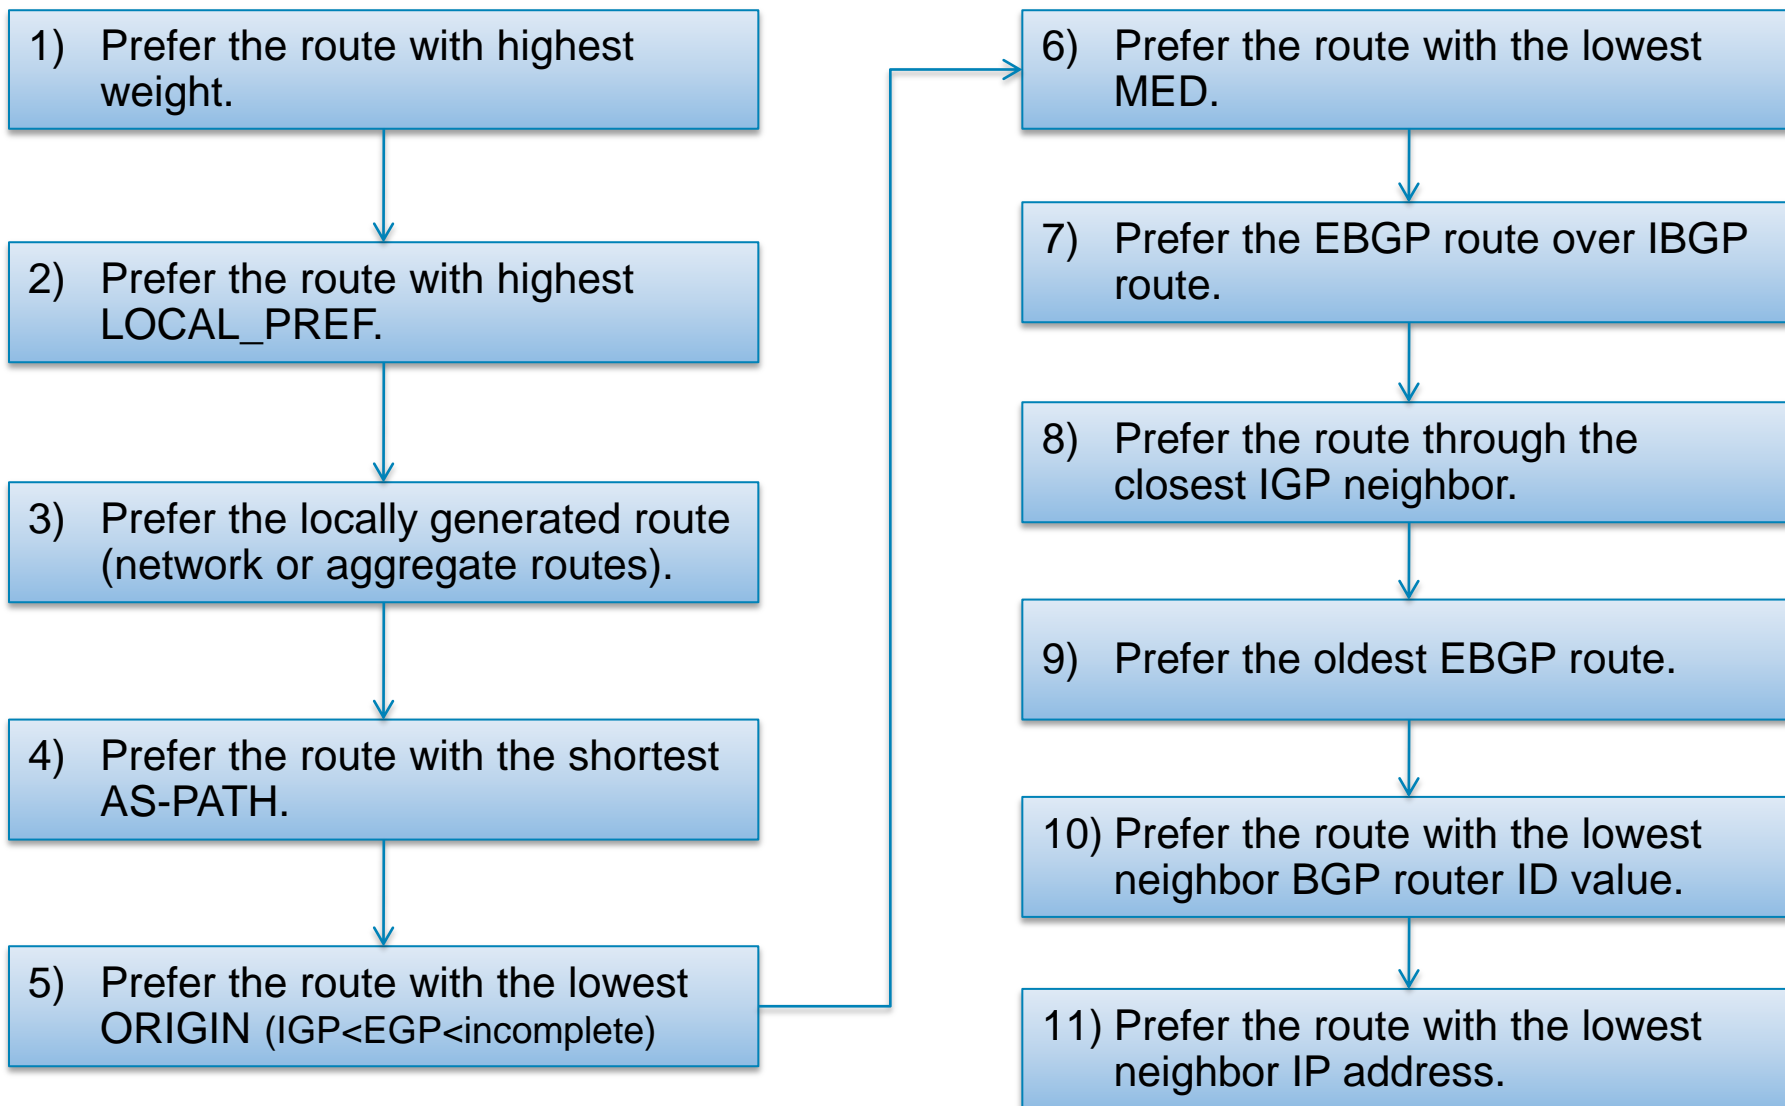 1) Prefer the route with highest
weight.
2) Prefer the route with highest
LOCAL_PREF.
3) Prefer the locally generated route
(network or aggregate routes).
4) Prefer the route with the shortest
AS-PATH.
5) Prefer the route with the lowest
ORIGIN (IGP<EGP<incomplete)
6) Prefer the route with the lowest
MED.
7) Prefer the EBGP route over IBGP
route.
8) Prefer the route through the
closest IGP neighbor.
9) Prefer the oldest EBGP route.
10) Prefer the route with the lowest
neighbor BGP router ID value.
11) Prefer the route with the lowest
neighbor IP address.